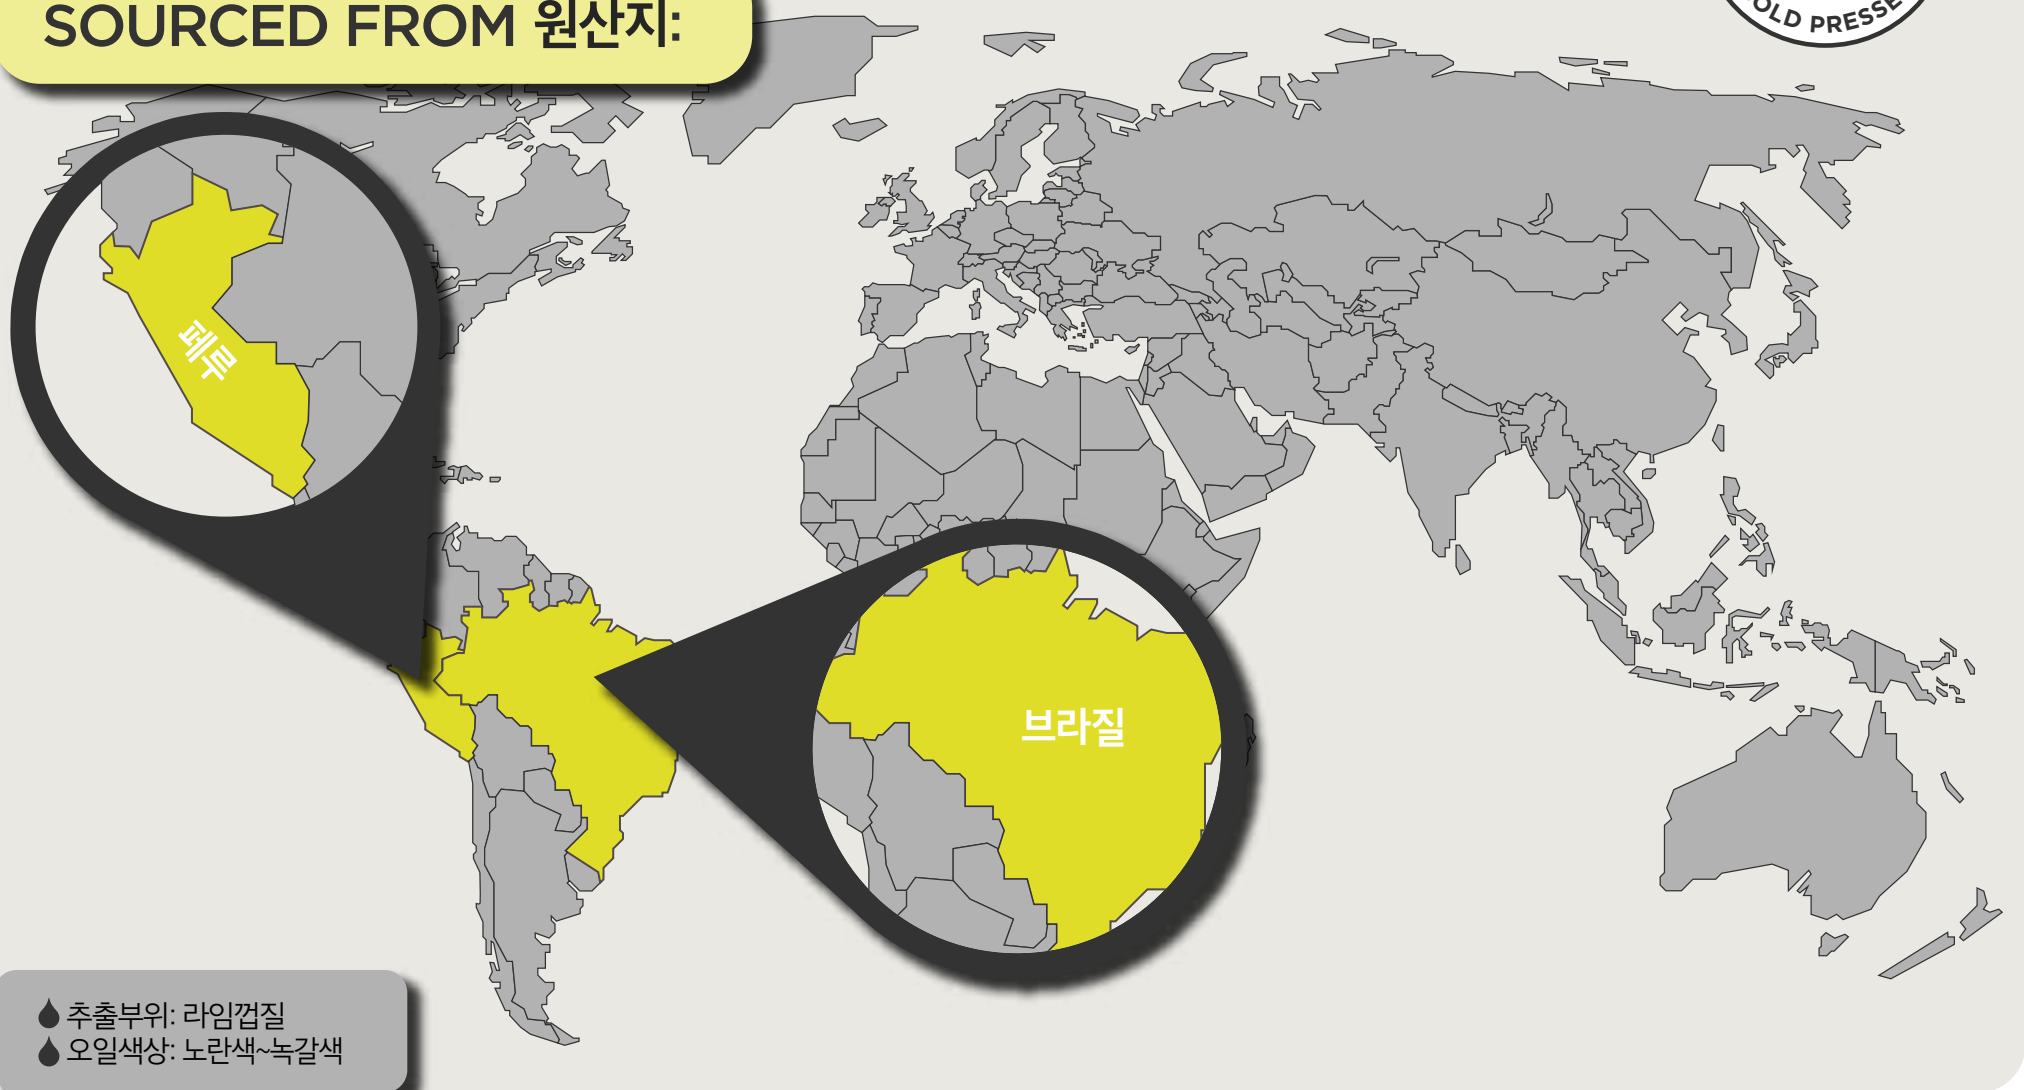 SOURCED FROM 원산지:
OLD PRESSE
페루
브라질
추출부위: 라임껍질
오일색상: 노란색~녹갈색